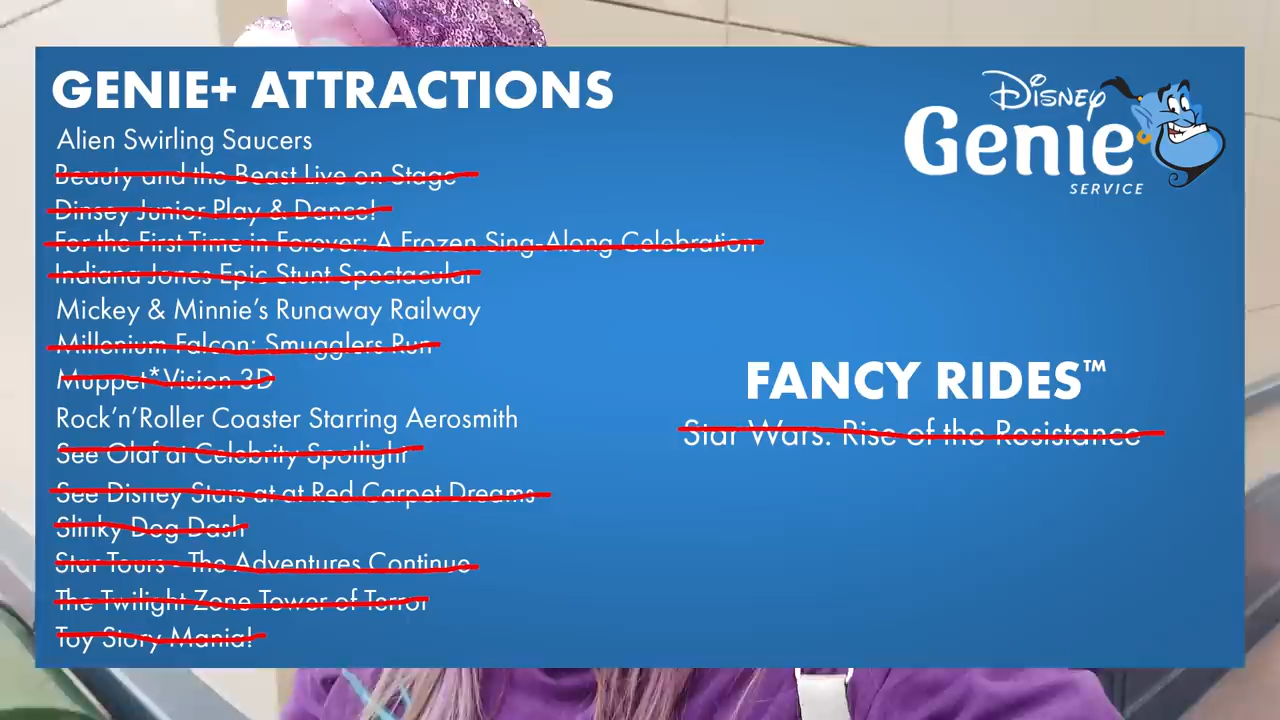 GENIE+ ATTRACTIONS
Alien Swirling Saucers
Beauty and the Beast Live on Stage
Dinsey Junior Play & Dance!
For the First Time in Forever: A Frozen Sing-Along Celebration
Indiana Jones Epic Stunt Spectacular
Mickey & Minnie's Runaway Railway
Millenium Falcon: Smugglers Run
Muppet*Vision 3D
Rock'n'Roller Coaster Starring Aerosmith
See Olaf at Celebrity Spotlight
See Disney Stars at at Red Carpet Dreams
Slinky Dog Dash
Star Tours - The Adventures Continue
The Twilight Zone Tower of Terror
Toy Story Mania!
DISNEY
Genie
SERVICE
FANCY RIDES™
Star Wars: Rise of the Resistance